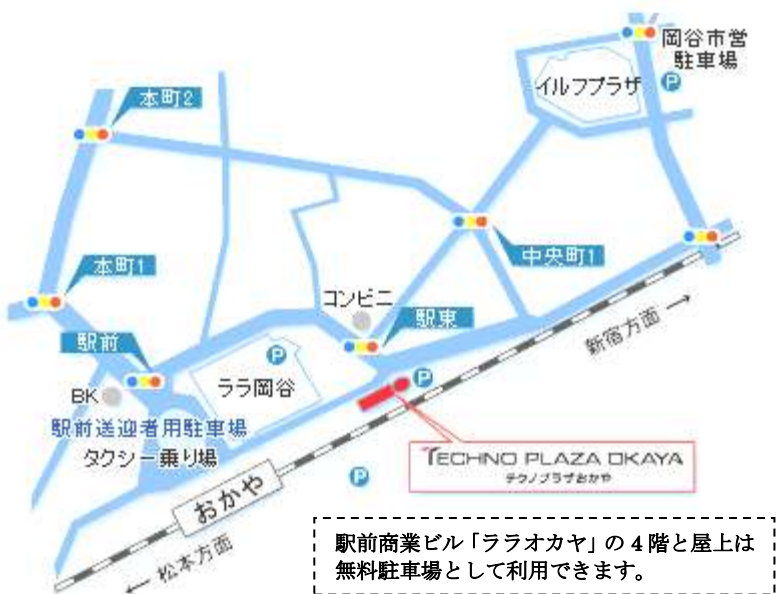 岡谷市営
駐車場
P
イルフプラザ
本町2
本町1
中央町1
コンビニ
駅東
駅前
P
ララ岡谷
P
新宿方面
BK
駅前送迎者用駐車場
タクシー乗り場
TECHNO PLAZA OKAYA
テクノプラザおかや
P
おかや
松本方面
駅前商業ビル「ララオカヤ」の4階と屋上は
無料駐車場として利用できます。